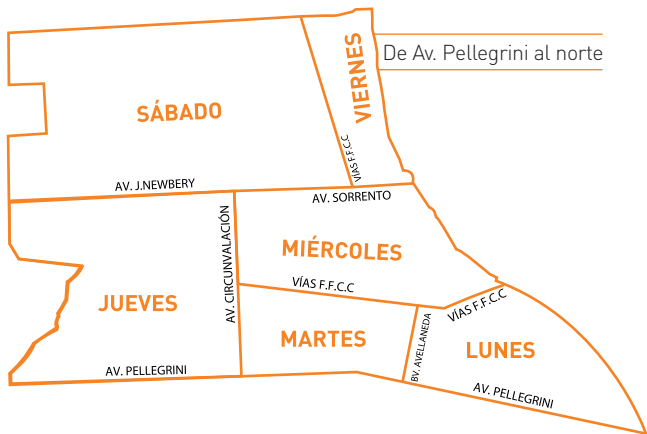 De Av. Pellegrini al norte
VIERNES
SÁBADO
VÍAS F.F.C.C
AV. J.NEWBERY
AV. SORRENTO
AV. CIRCUNVALACIÓN
MIÉRCOLES
VÍAS F.F.C.C
JUEVES
VÍAS F.F.C.C
MARTES
BV. AVELLANEDA
LUNES
AV. PELLEGRINI
AV. PELLEGRINI